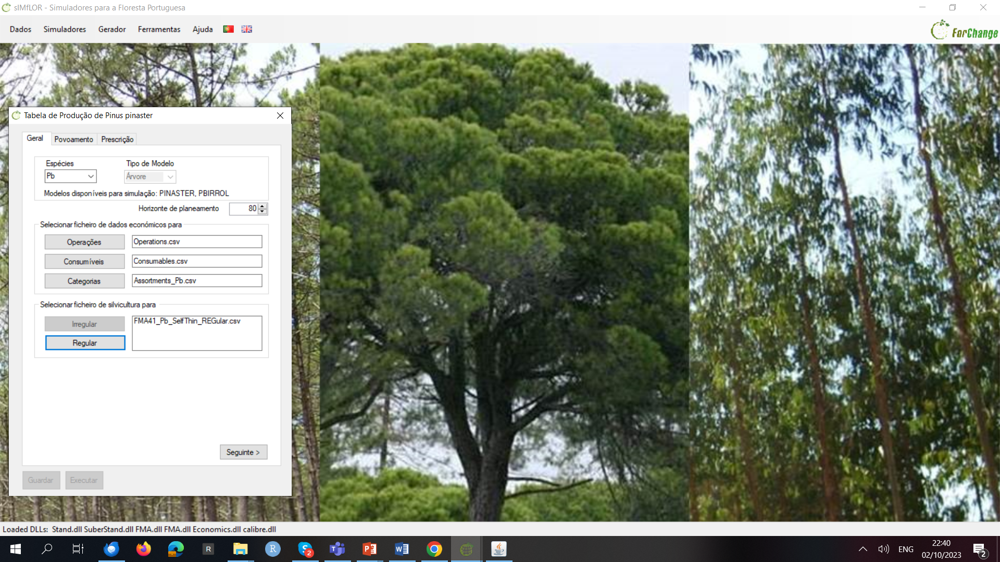 sIMfLOR - Simuladores para a Floresta Portuguesa
Dados Simuladores Gerador Ferramentas Ajuda
ForChange
Tabela de Produção de Pinus pinaster
Geral Povoamento Prescrição
Espécies Tipo de Modelo
Pb Árvore
Modelos disponíveis para simulação: PINASTER, PBIRROL
Horizonte de planeamento 80
Selecionar ficheiro de dados económicos para
Operações Operations.csv
Consumíveis Consumables.csv
Categorias Assortments_Pb.csv
Selecionar ficheiro de silvicultura para
Irregular FMA41_Pb_SelfThin_REGular.csv
Regular
Seguinte >
Guardar Executar
Loaded DLLs: Stand.dll SuberStand.dll FMA.dll FMA.dll Economics.dll calibre.dll
R R S 2 T P W ENG 22:40
02/10/2023 2